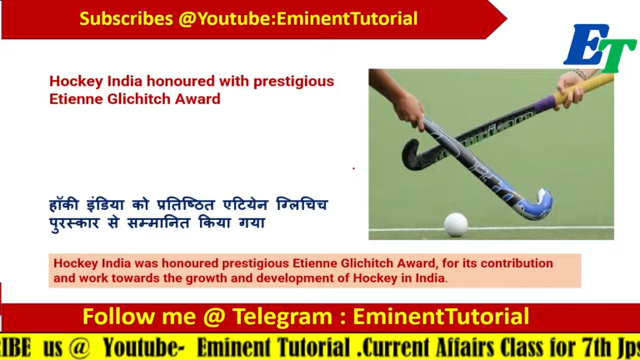 Subscribes @Youtube:EminentTutorial
ET
Hockey India honoured with prestigious
Etienne Glichitch Award
हॉकी इंडिया को प्रतिष्ठित एटियेन ग्लिचिच
पुरस्कार से सम्मानित किया गया
Hockey India was honoured prestigious Etienne Glichitch Award, for its contribution
and work towards the growth and development of Hockey in India.
Follow me @ Telegram : EminentTutorial
RIBE us @ Youtube- Eminent Tutorial .Current Affairs Class for 7th Jps